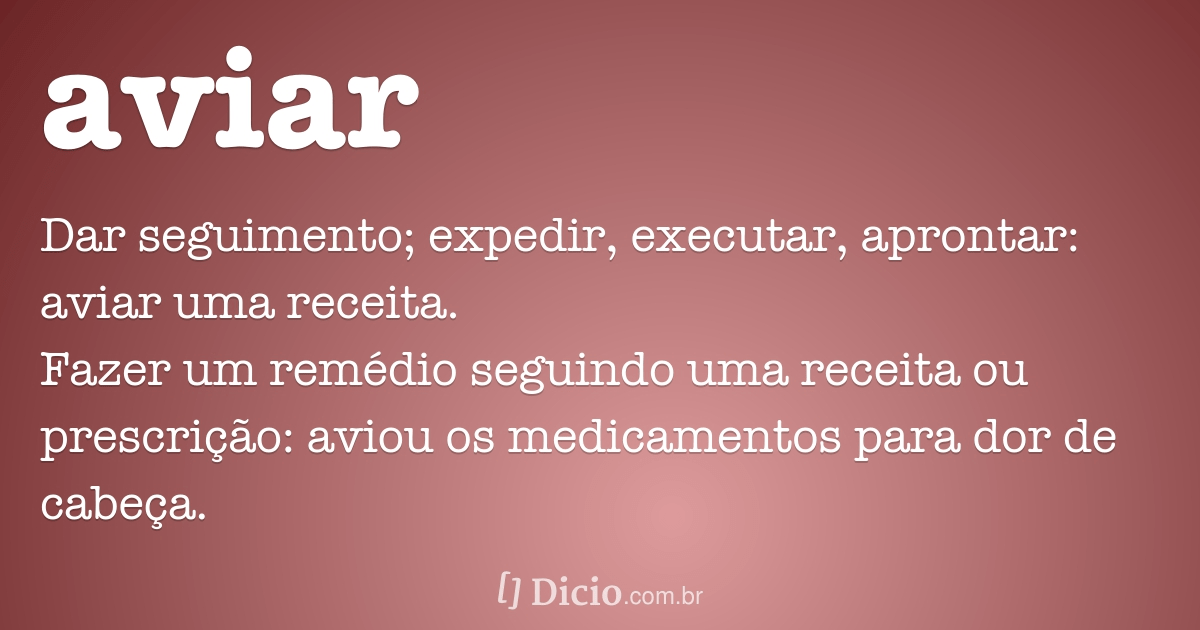 aviar
Dar seguimento; expedir, executar, aprontar:
aviar uma receita.
Fazer um remédio seguindo uma receita ou
prescrição: aviou os medicamentos para dor de
cabeça.
[] Dicio.com.br